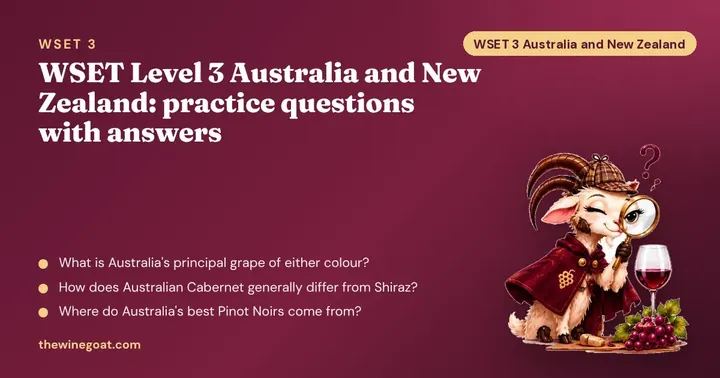 WSET 3
WSET 3 Australia and New Zealand
WSET Level 3 Australia and New
Zealand: practice questions
with answers
What is Australia's principal grape of either colour?
How does Australian Cabernet generally differ from Shiraz?
Where do Australia's best Pinot Noirs come from?
thewinegoat.com